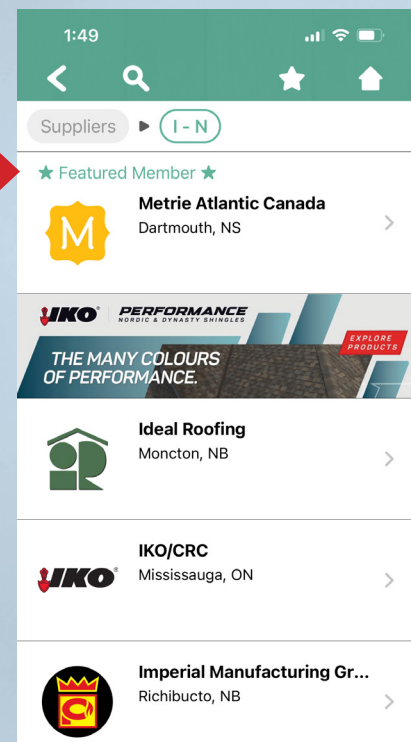 1:49
Suppliers ▶ I - N
★ Featured Member ★
M
Metrie Atlantic Canada
Dartmouth, NS
IKO® PERFORMANCE
NORDIC & DYNASTY SHINGLES
THE MANY COLOURS
OF PERFORMANCE.
EXPLORE
PRODUCTS
Ideal Roofing
Moncton, NB
IKO/CRC
IKO®
Mississauga, ON
Imperial Manufacturing Gr...
Richibucto, NB